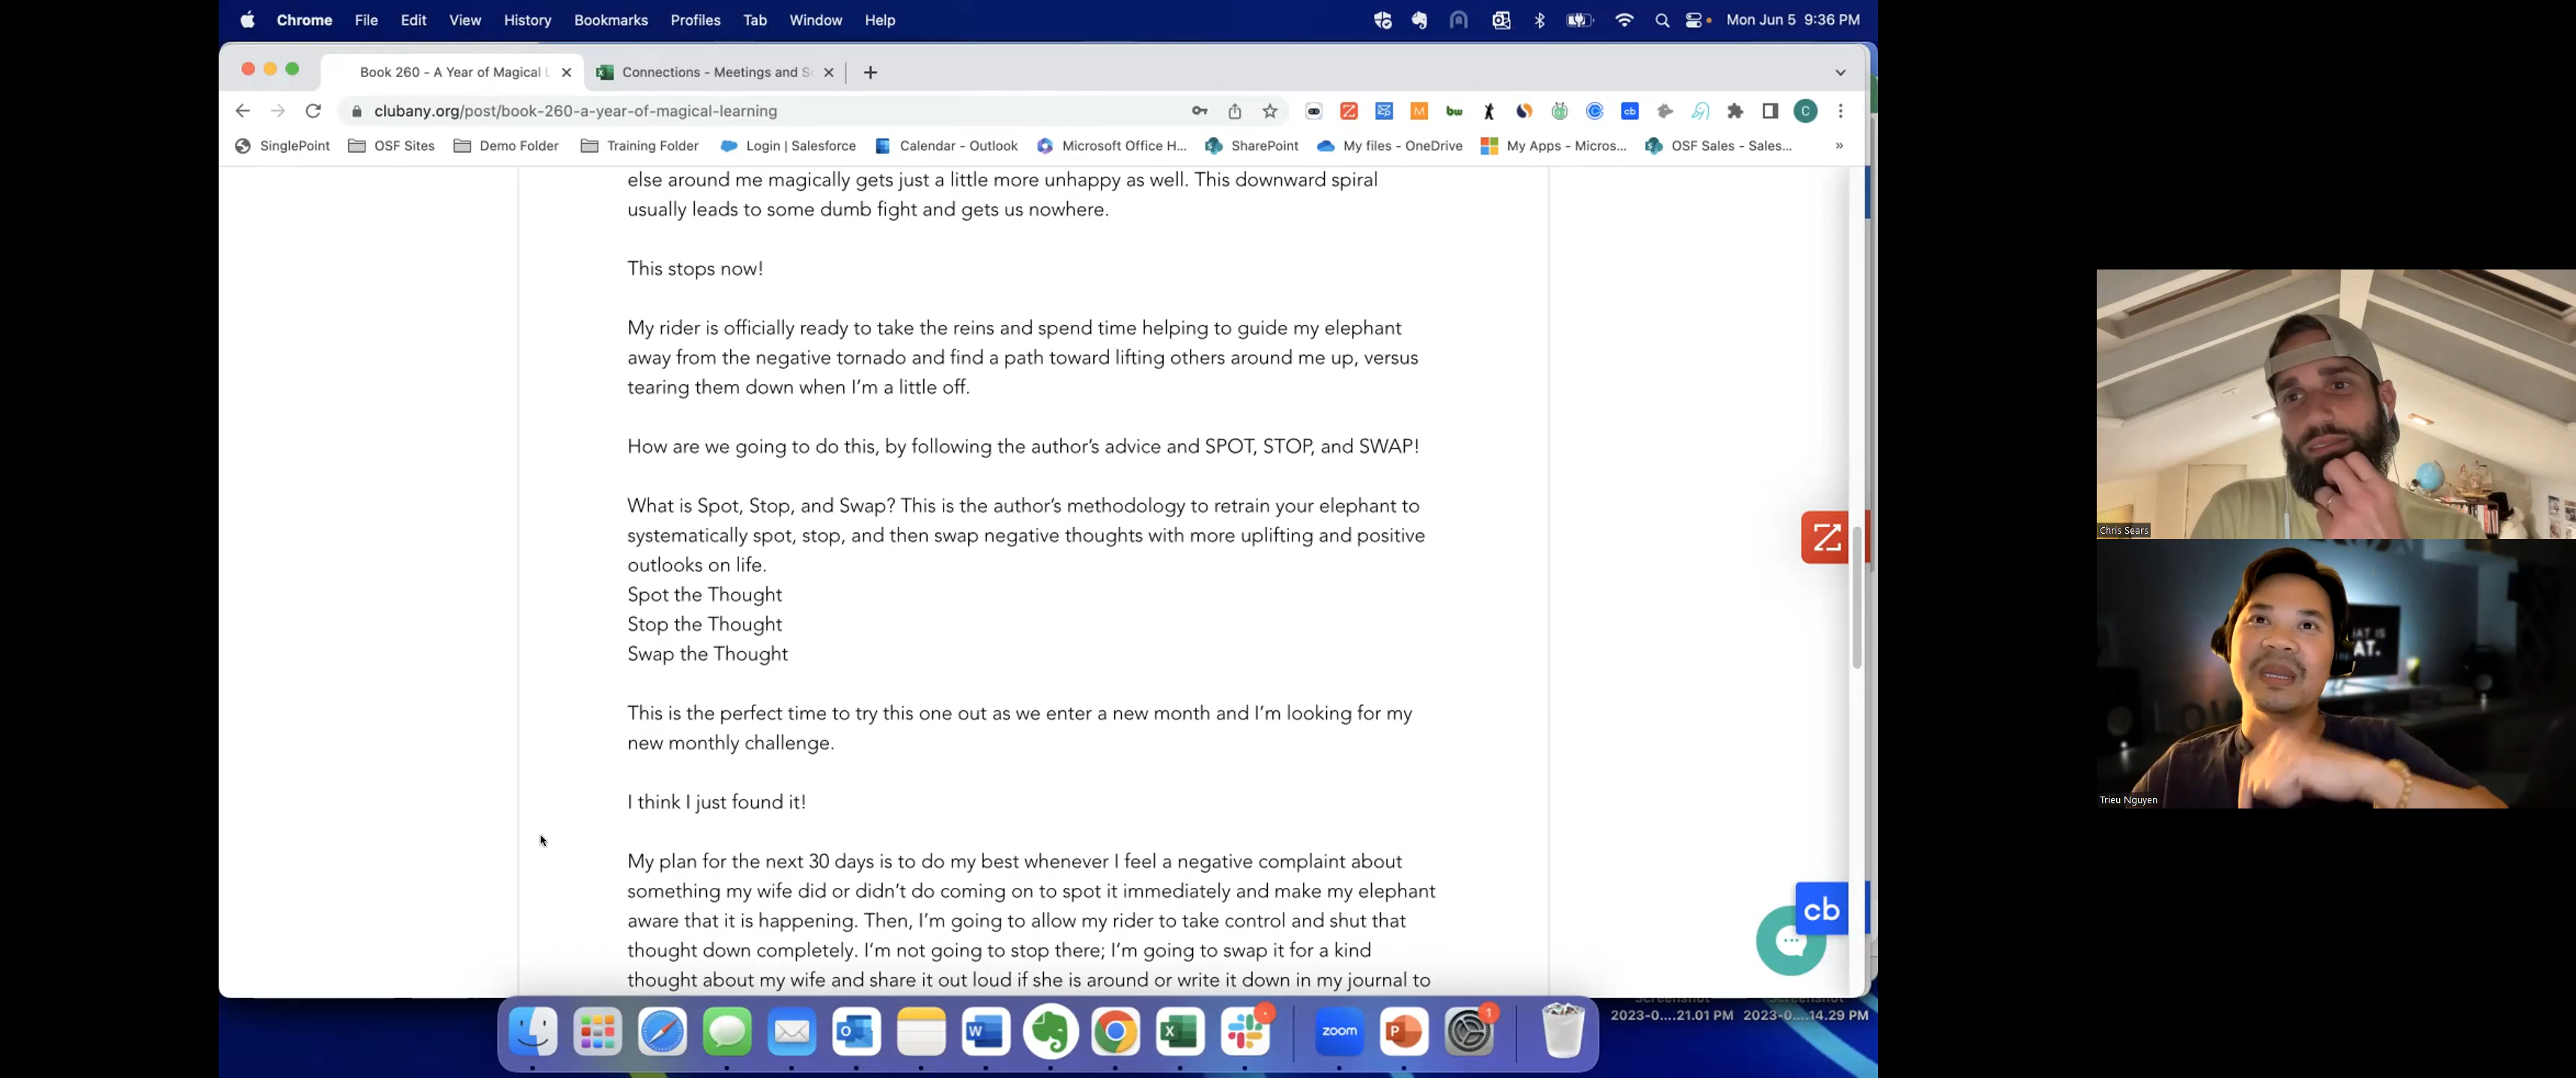 Chrome File Edit View History Bookmarks Profiles Tab Window Help Mon Jun 5 9:36 PM
Book 260 - A Year of Magical L Connections - Meetings and S
clubany.org/post/book-260-a-year-of-magical-learning
SinglePoint OSF Sites Demo Folder Training Folder Login | Salesforce Calendar - Outlook Microsoft Office H... SharePoint My files - OneDrive My Apps - Micros... OSF Sales - Sales... »
else around me magically gets just a little more unhappy as well. This downward spiral
usually leads to some dumb fight and gets us nowhere.
This stops now!
My rider is officially ready to take the reins and spend time helping to guide my elephant
away from the negative tornado and find a path toward lifting others around me up, versus
tearing them down when I'm a little off.
How are we going to do this, by following the author's advice and SPOT, STOP, and SWAP!
What is Spot, Stop, and Swap? This is the author's methodology to retrain your elephant to
systematically spot, stop, and then swap negative thoughts with more uplifting and positive
outlooks on life.
Spot the Thought
Stop the Thought
Swap the Thought
This is the perfect time to try this one out as we enter a new month and I'm looking for my
new monthly challenge.
I think I just found it!
My plan for the next 30 days is to do my best whenever I feel a negative complaint about
something my wife did or didn't do coming on to spot it immediately and make my elephant
aware that it is happening. Then, I'm going to allow my rider to take control and shut that
thought down completely. I'm not going to stop there; I'm going to swap it for a kind
thought about my wife and share it out loud if she is around or write it down in my journal to
cb
Screenshot Screenshot
2023-0....21.01 PM 2023-0....14.29 PM
zoom
1
Chris Sears
AT.
Trieu Nguyen